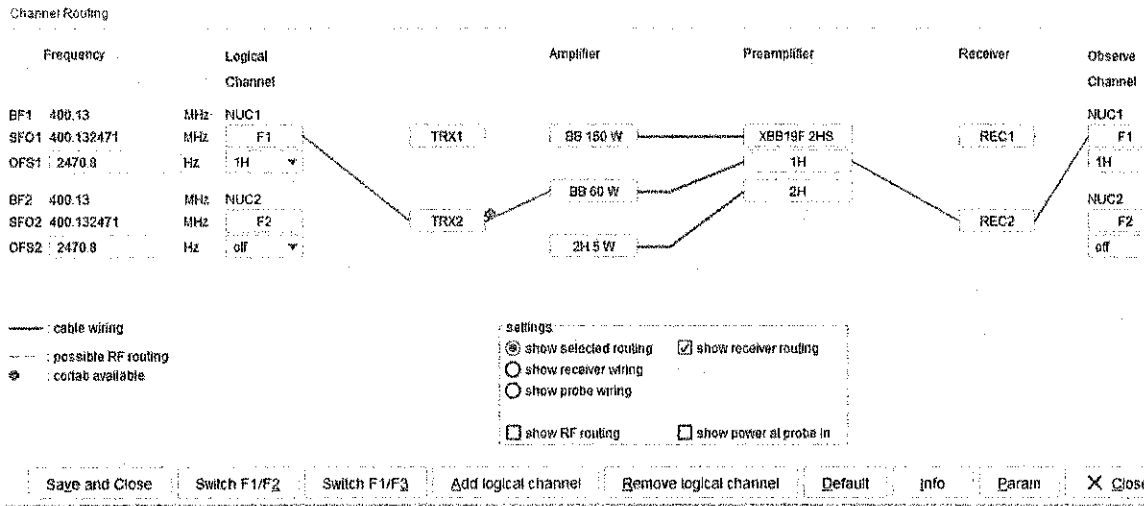 Channel Routing
Frequency Logical Channel Amplifier Preamplifier Receiver Observe Channel
BF1 400.13 MHz NUC1 NUC1
SFO1 400.132471 MHz F1 TRX1 BB 150 W XBB19F 2HS REC1 F1
OFS1 2470.8 Hz 1H 1H 1H
BF2 400.13 MHz NUC2 BB 60 W 2H NUC2
SFO2 400.132471 MHz F2 TRX2 REC2 F2
OFS2 2470.8 Hz off 2H 5 W off
: cable wiring
: possible RF routing
: cortab available
settings
show selected routing show receiver routing
show receiver wiring
show probe wiring
show RF routing show power at probe in
Save and Close Switch F1/F2 Switch F1/F3 Add logical channel Remove logical channel Default Info Param Close